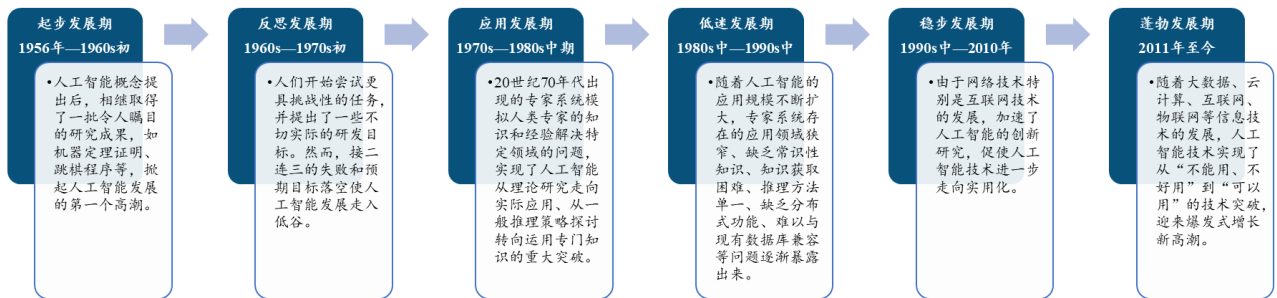 起步发展期
1956年—1960s初
•人工智能概念提
出后，相继取得
了一批令人瞩目
的研究成果，如
机器定理证明、
跳棋程序等，掀
起人工智能发展
的第一个高潮。
反思发展期
1960s—1970s初
•人们开始尝试更
具挑战性的任务，
并提出了一些不
切实际的研发目
标。然而，接二
连三的失败和预
期目标落空使人
工智能发展走入
低谷。
应用发展期
1970s—1980s中期
•20世纪70年代出
现的专家系统模
拟人类专家的知
识和经验解决特
定领域的问题，
实现了人工智能
从理论研究走向
实际应用、从一
般推理策略探讨
转向运用专门知
识的重大突破。
低迷发展期
1980s中—1990s中
•随着人工智能的
应用规模不断扩
大，专家系统存
在的应用领域狭
窄、缺乏常识性
知识、知识获取
困难、推理方法
单一、缺乏分布
式功能、难以与
现有数据库兼容
等问题逐渐暴露
出来。
稳步发展期
1990s中—2010年
•由于网络技术特
别是互联网技术
的发展，加速了
人工智能的创新
研究，促使人工
智能技术进一步
走向实用化。
蓬勃发展期
2011年至今
•随着大数据、云
计算、互联网、
物联网等信息技
术的发展，人工
智能技术实现了
从“不能用、不
好用”到“可以
用”的技术突破，
迎来爆发式增长
新高潮。